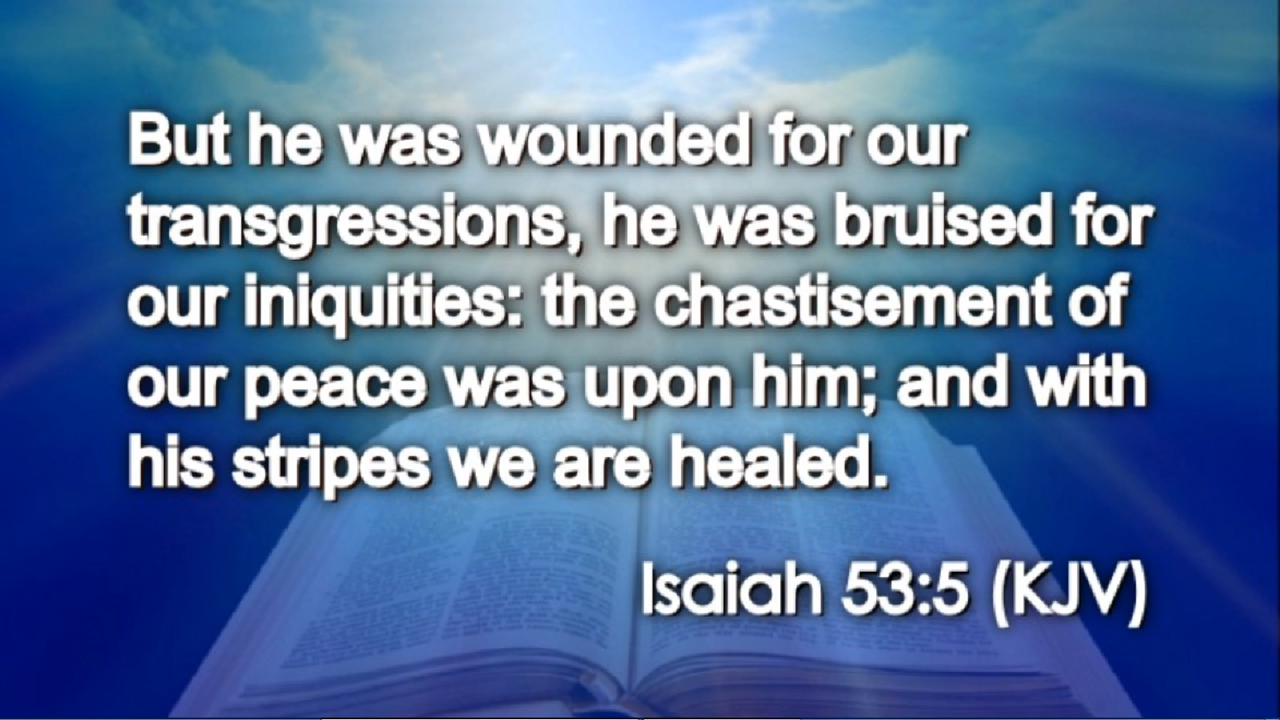 But he was wounded for our
transgressions, he was bruised for
our iniquities: the chastisement of
our peace was upon him; and with
his stripes we are healed.
Isaiah 53:5 (KJV)